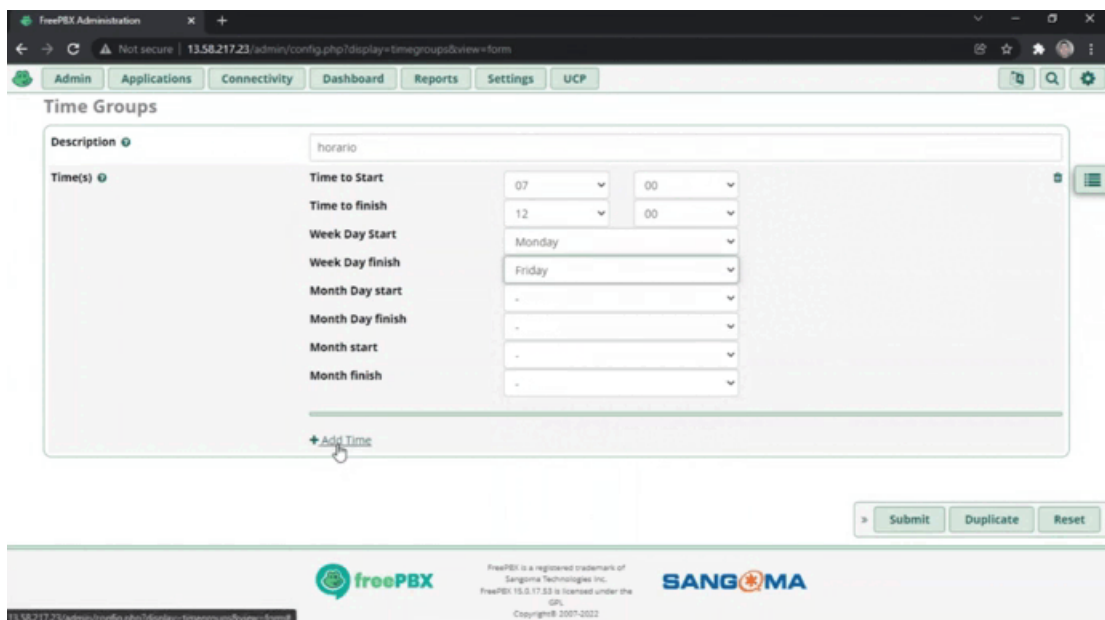 FreePBX Administration
Not secure | 13.58.217.23/admin/config.php?display=timegroups&view=form
Admin Applications Connectivity Dashboard Reports Settings UCP
Time Groups
Description horario
Time(s) Time to Start 07 00
Time to finish 12 00
Week Day Start Monday
Week Day finish Friday
Month Day start -
Month Day finish -
Month start -
Month finish -
+ Add Time
» Submit Duplicate Reset
freePBX
FreePBX is a registered trademark of
Sangoma Technologies Inc.
FreePBX 15.0.17.53 is licensed under the
GPL
Copyright© 2007-2022
SANGOMA